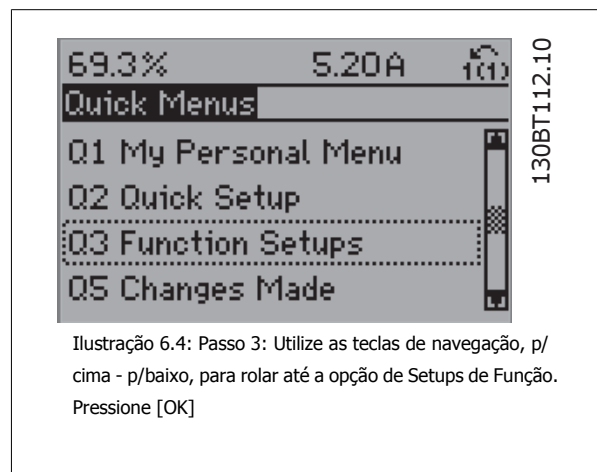 69.3% 5.20A 1(1)
Quick Menus
Q1 My Personal Menu
Q2 Quick Setup
Q3 Function Setups
Q5 Changes Made
130BT112.10
Ilustração 6.4: Passo 3: Utilize as teclas de navegação, p/
cima - p/baixo, para rolar até a opção de Setups de Função.
Pressione [OK]